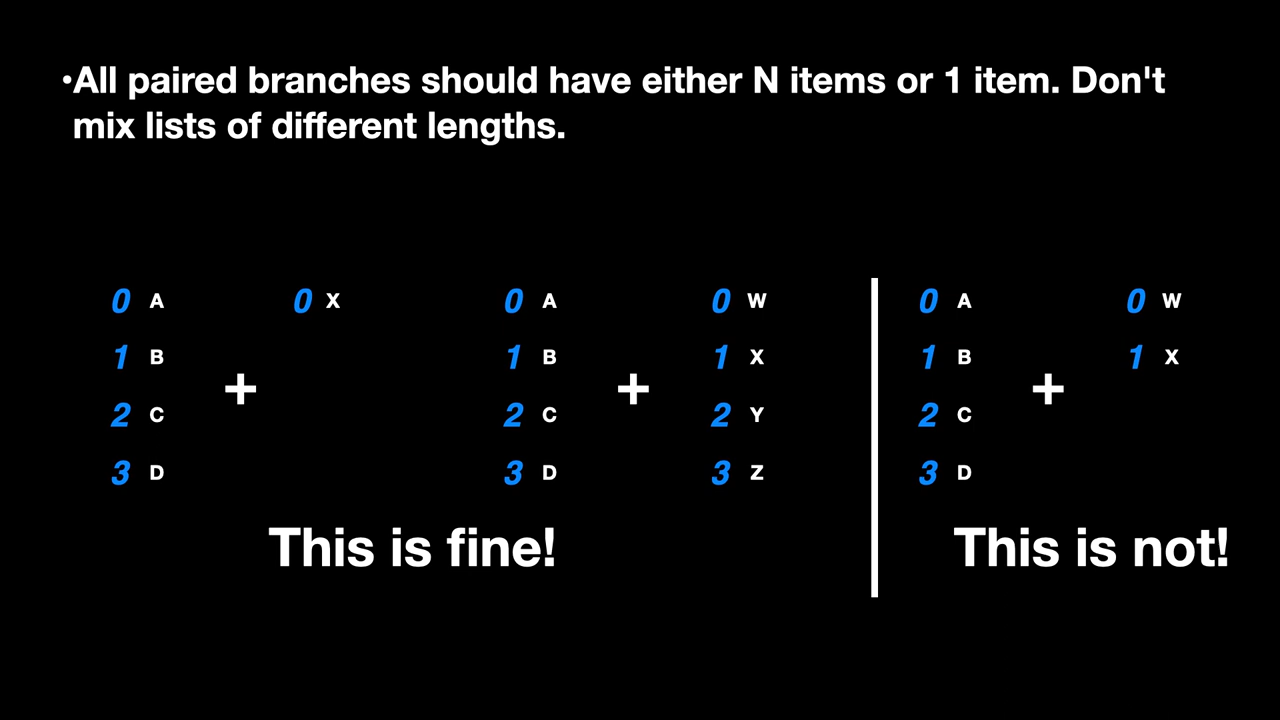 •All paired branches should have either N items or 1 item. Don't
mix lists of different lengths.
0 A 0 X 0 A 0 W 0 A 0 W
1 B 1 B 1 X 1 B 1 X
+ + +
2 C 2 C 2 Y 2 C
3 D 3 D 3 Z 3 D
This is fine! This is not!